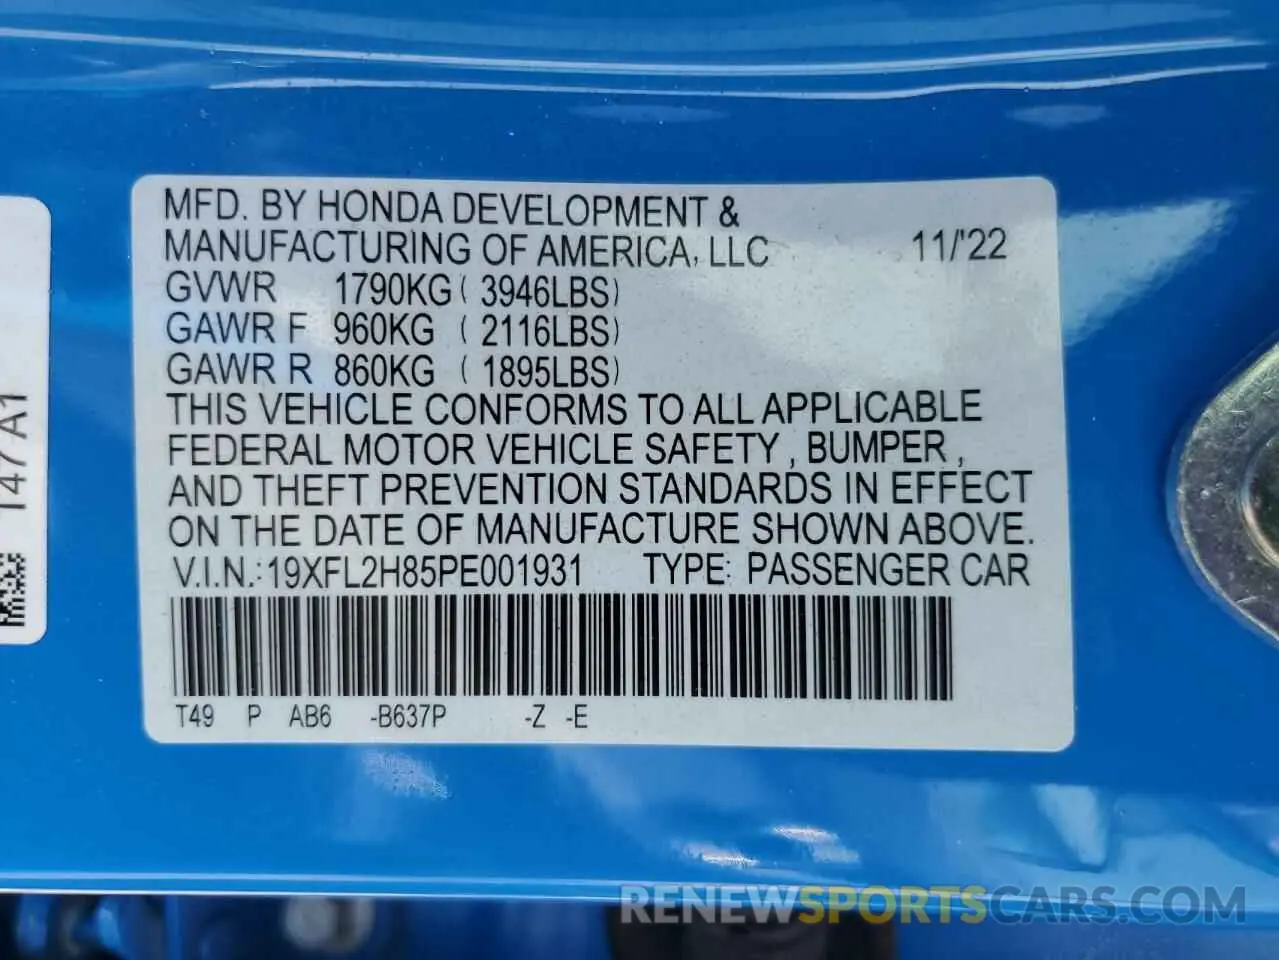 MFD. BY HONDA DEVELOPMENT &
MANUFACTURING OF AMERICA, LLC 11/'22
GVWR 1790KG ( 3946LBS)
GAWR F 960KG ( 2116LBS)
GAWR R 860KG ( 1895LBS)
THIS VEHICLE CONFORMS TO ALL APPLICABLE
FEDERAL MOTOR VEHICLE SAFETY , BUMPER ,
AND THEFT PREVENTION STANDARDS IN EFFECT
ON THE DATE OF MANUFACTURE SHOWN ABOVE.
V.I.N.: 19XFL2H85PE001931 TYPE: PASSENGER CAR
T49 P AB6 -B637P -Z -E
147A1
RENEWSPORTSCARS.COM